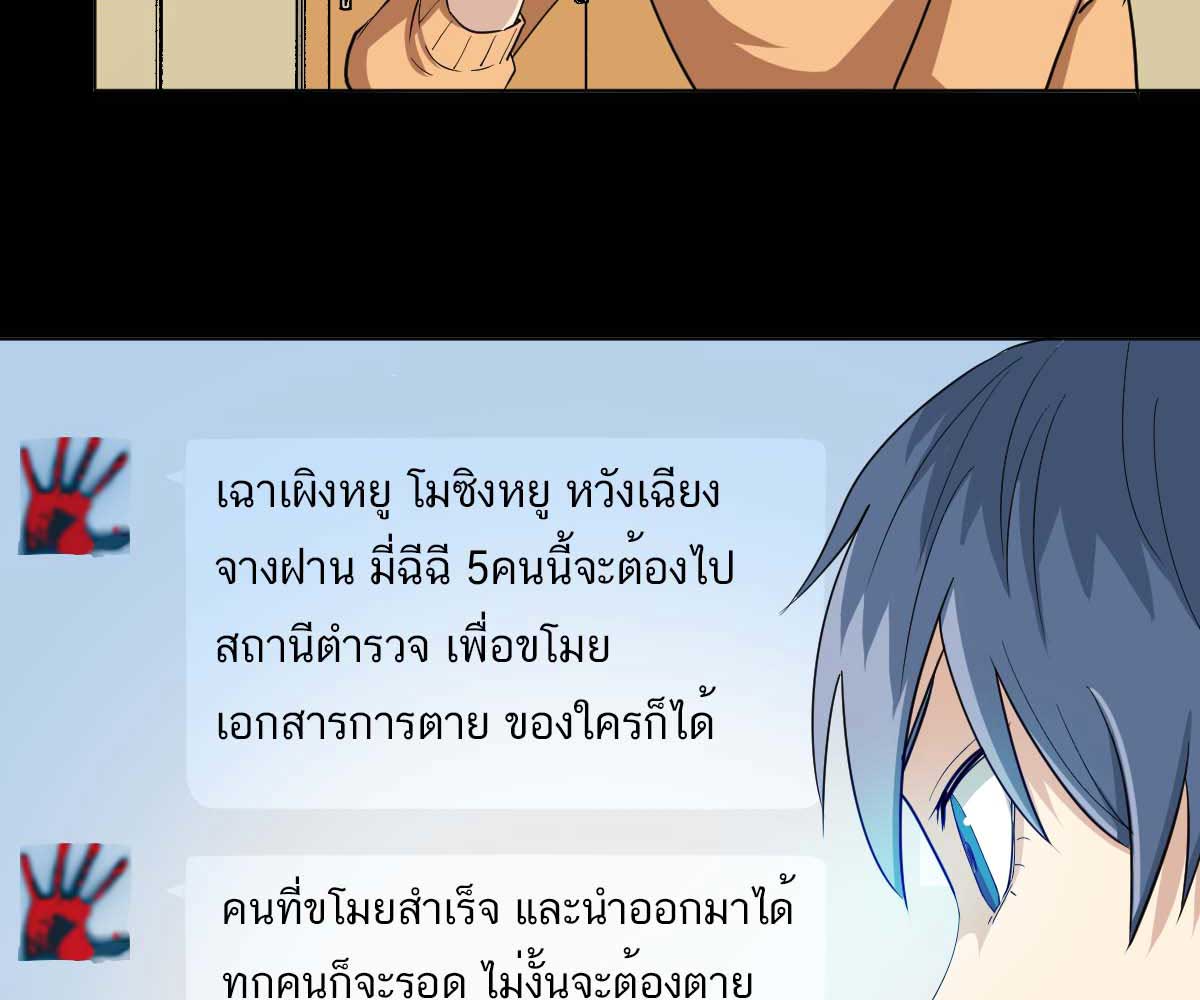 เฉาเผิงหยู โมซิงหยู หวังเฉียง
จางฝาน มี่ฉีฉี 5คนนี้จะต้องไป
สถานีตำรวจ เพื่อขโมย
เอกสารการตาย ของใครก็ได้
คนที่ขโมยสำเร็จ และนำออกมาได้
ทุกคนก็จะรอด ไม่งั้นจะต้องตาย